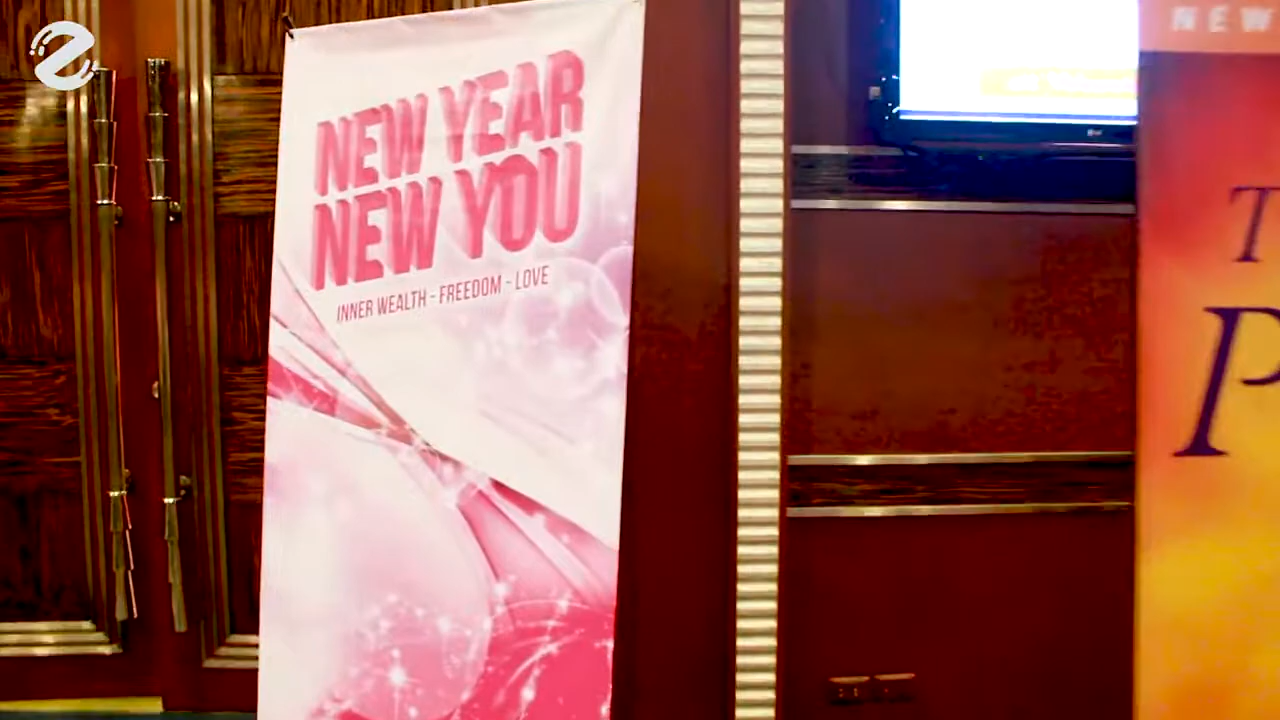 NEW YEAR
NEW YOU
INNER WEALTH - FREEDOM - LOVE
NEW
T
P